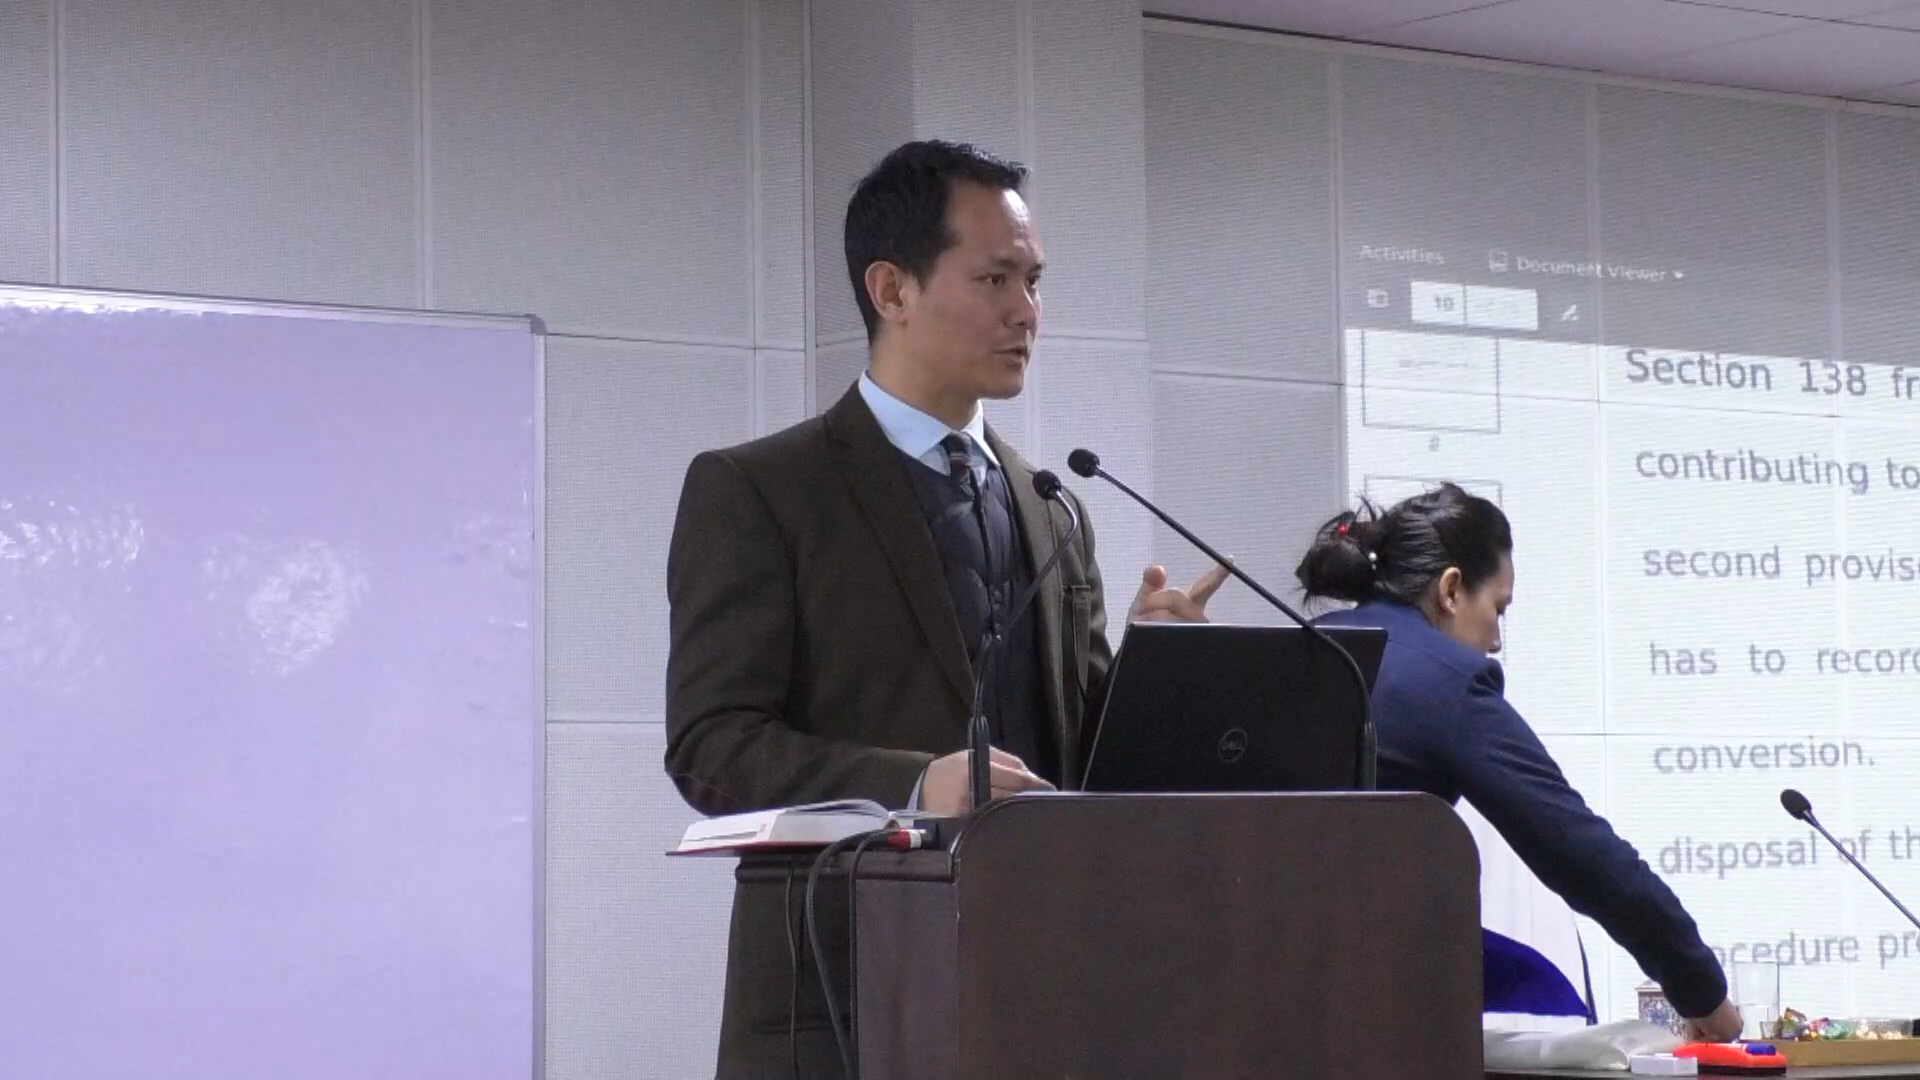 Activities Document Viewer
10
Section 138 fr
contributing to
second provis
has to recor
conversion.
disposal of th
ocedure pr
DELL